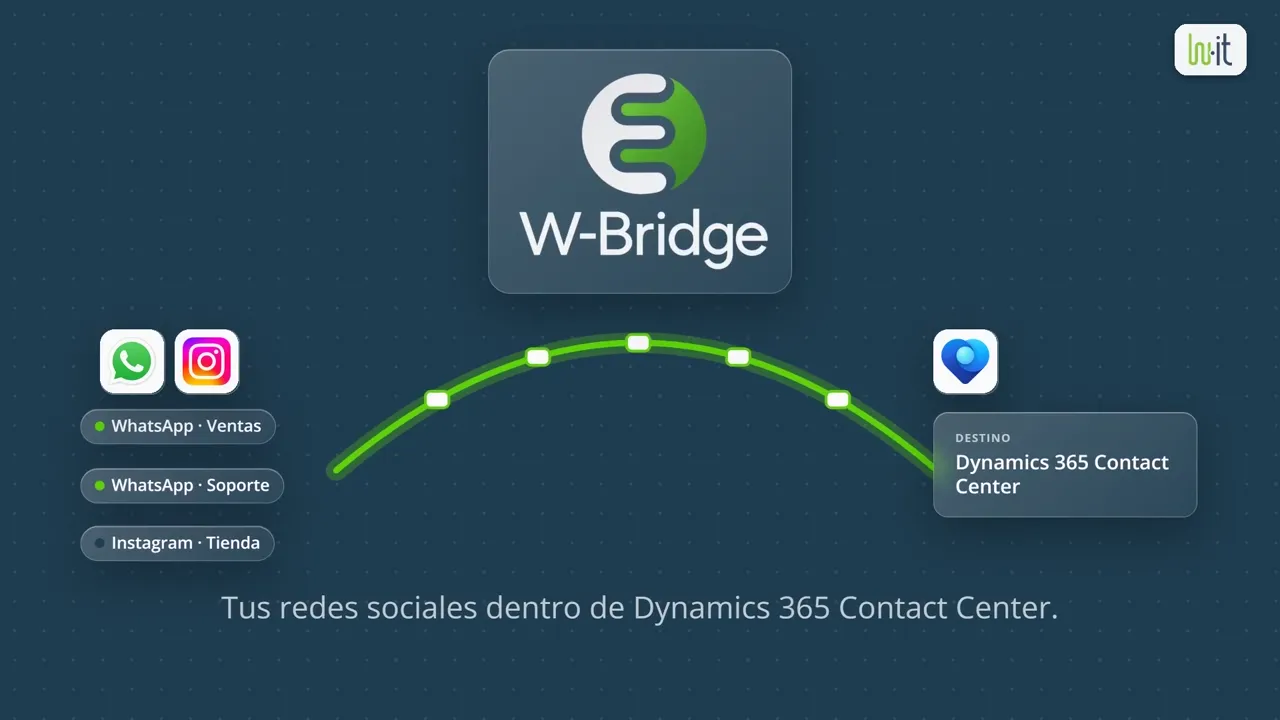 W·it
W-Bridge
WhatsApp · Ventas
WhatsApp · Soporte
Instagram · Tienda
DESTINO
Dynamics 365 Contact
Center
Tus redes sociales dentro de Dynamics 365 Contact Center.